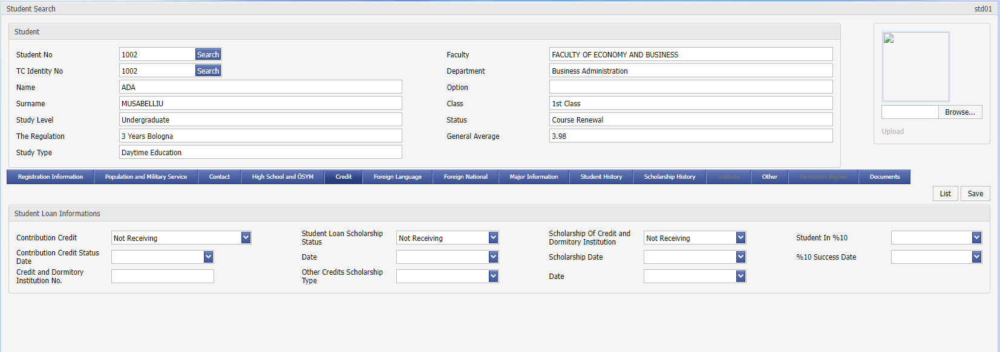 Student Search std01
Student
Student No 1002 Search Faculty FACULTY OF ECONOMY AND BUSINESS
TC Identity No 1002 Search Department Business Administration
Name ADA Option
Surname MUSABELLIU Class 1st Class
Study Level Undergraduate Status Course Renewal
The Regulation 3 Years Bologna General Average 3.98
Study Type Daytime Education
Browse...
Upload
Registration Information Population and Military Service Contact High School and ÖSYM Credit Foreign Language Foreign National Major Information Student History Scholarship History Institute Other Formation Bilgileri Documents
List Save
Student Loan Informations
Contribution Credit Not Receiving Student Loan Scholarship Status Not Receiving Scholarship Of Credit and Dormitory Institution Not Receiving Student In %10
Contribution Credit Status Date Date Scholarship Date %10 Success Date
Credit and Dormitory Institution No. Other Credits Scholarship Type Date